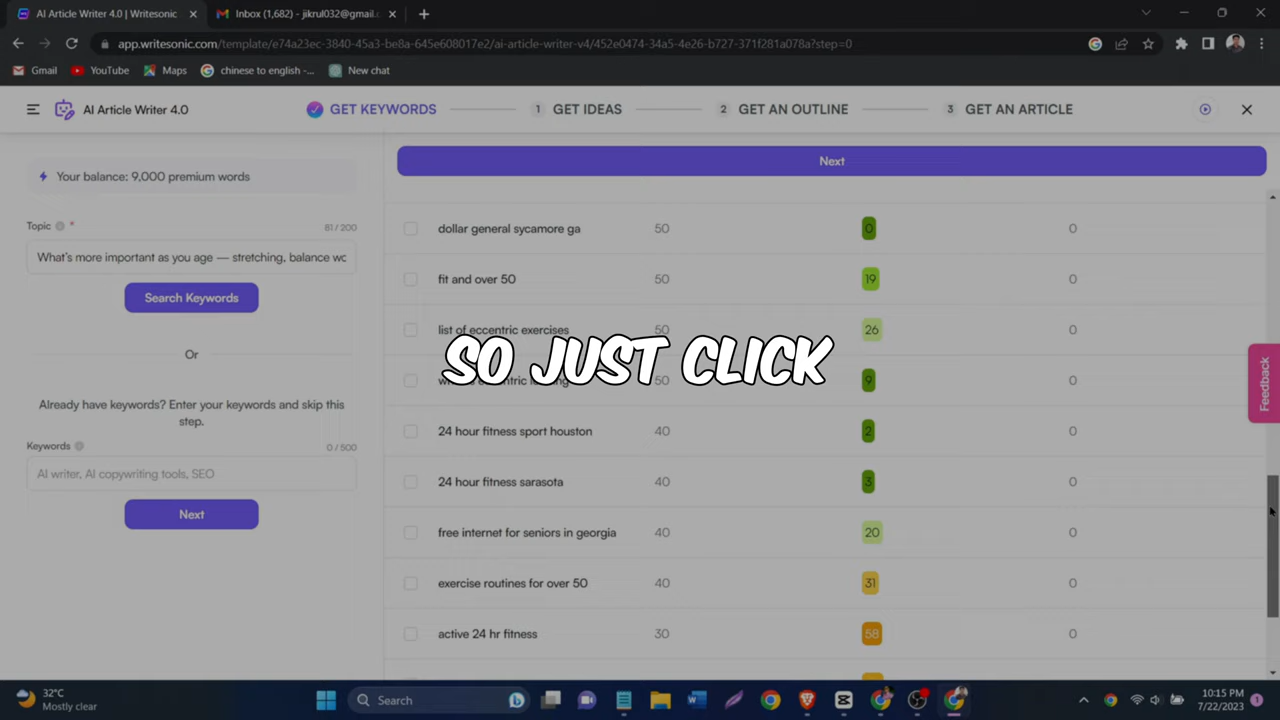 AI Article Writer 4.0 | Writesonic
Inbox (1,682) - jikrul032@gmail.c
app.writesonic.com/template/e74a23ec-3840-45a3-be8a-645e608017e2/ai-article-writer-v4/452e0474-34a5-4e26-b727-371f281a078a?step=0
Gmail
YouTube
Maps
chinese to english -...
New chat
AI Article Writer 4.0
GET KEYWORDS
1 GET IDEAS
2 GET AN OUTLINE
3 GET AN ARTICLE
Your balance: 9,000 premium words
Topic *
81 / 200
What's more important as you age — stretching, balance wo
Search Keywords
Or
Already have keywords? Enter your keywords and skip this
step.
Keywords
0 / 500
AI writer, AI copywriting tools, SEO
Next
Next
dollar general sycamore ga 50 0 0
fit and over 50 50 19 0
list of eccentric exercises 50 26 0
SO JUST CLICK
50 9 0
24 hour fitness sport houston 40 2 0
24 hour fitness sarasota 40 3 0
free internet for seniors in georgia 40 20 0
exercise routines for over 50 40 31 0
active 24 hr fitness 30 58 0
Feedback
32°C
Mostly clear
Search
10:15 PM
7/22/2023
1